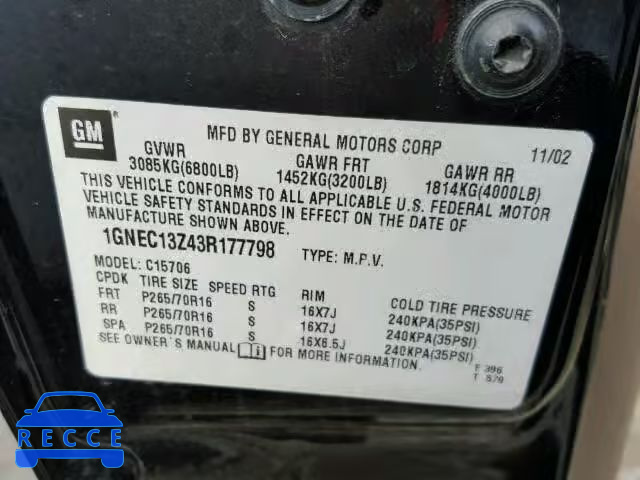 GM
MFD BY GENERAL MOTORS CORP 11/02
GVWR GAWR FRT GAWR RR
3085KG(6800LB) 1452KG(3200LB) 1814KG(4000LB)
THIS VEHICLE CONFORMS TO ALL APPLICABLE U.S. FEDERAL MOTOR
VEHICLE SAFETY STANDARDS IN EFFECT ON THE DATE OF
MANUFACTURE SHOWN ABOVE.
1GNEC13Z43R177798 TYPE: M.P.V.
MODEL: C15706
CPDK TIRE SIZE SPEED RTG RIM COLD TIRE PRESSURE
FRT P265/70R16 S 16X7J 240KPA(35PSI)
RR P265/70R16 S 16X7J 240KPA(35PSI)
SPA P265/70R16 S 16X6.5J 240KPA(35PSI)
SEE OWNER'S MANUAL FOR MORE INFORMATION.
F 396
T 879
RECCE